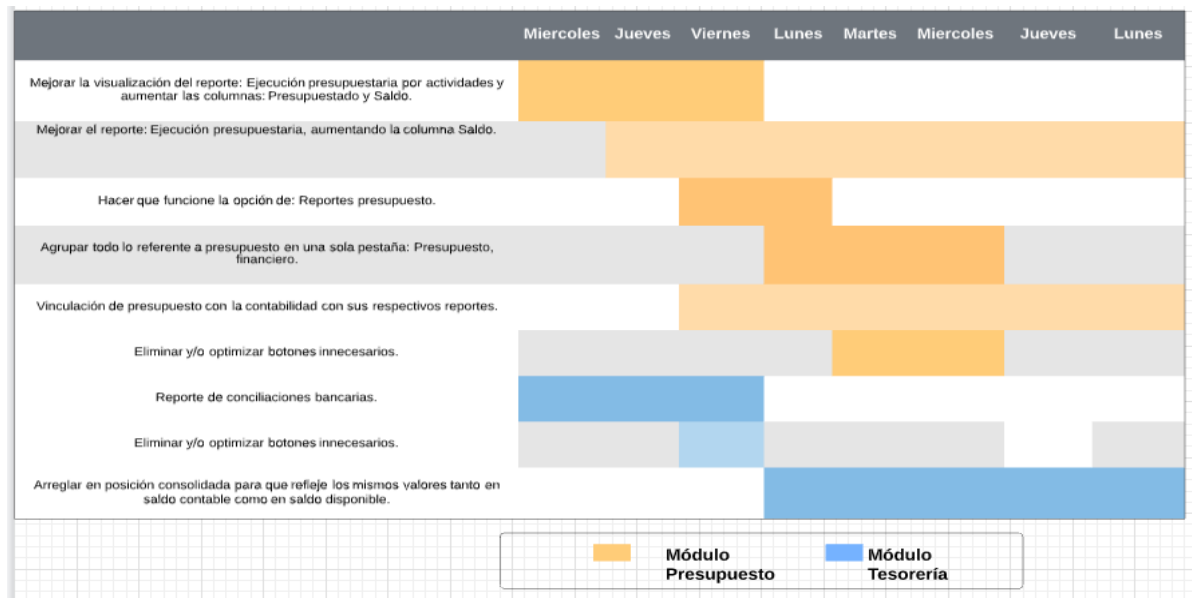 Miercoles Jueves Viernes Lunes Martes Miercoles Jueves Lunes
Mejorar la visualización del reporte: Ejecución presupuestaria por actividades y
aumentar las columnas: Presupuestado y Saldo.
Mejorar el reporte: Ejecución presupuestaria, aumentando la columna Saldo.
Hacer que funcione la opción de: Reportes presupuesto.
Agrupar todo lo referente a presupuesto en una sola pestaña: Presupuesto,
financiero.
Vinculación de presupuesto con la contabilidad con sus respectivos reportes.
Eliminar y/o optimizar botones innecesarios.
Reporte de conciliaciones bancarias.
Eliminar y/o optimizar botones innecesarios.
Arreglar en posición consolidada para que refleje los mismos valores tanto en
saldo contable como en saldo disponible.
Módulo
Presupuesto
Módulo
Tesorería